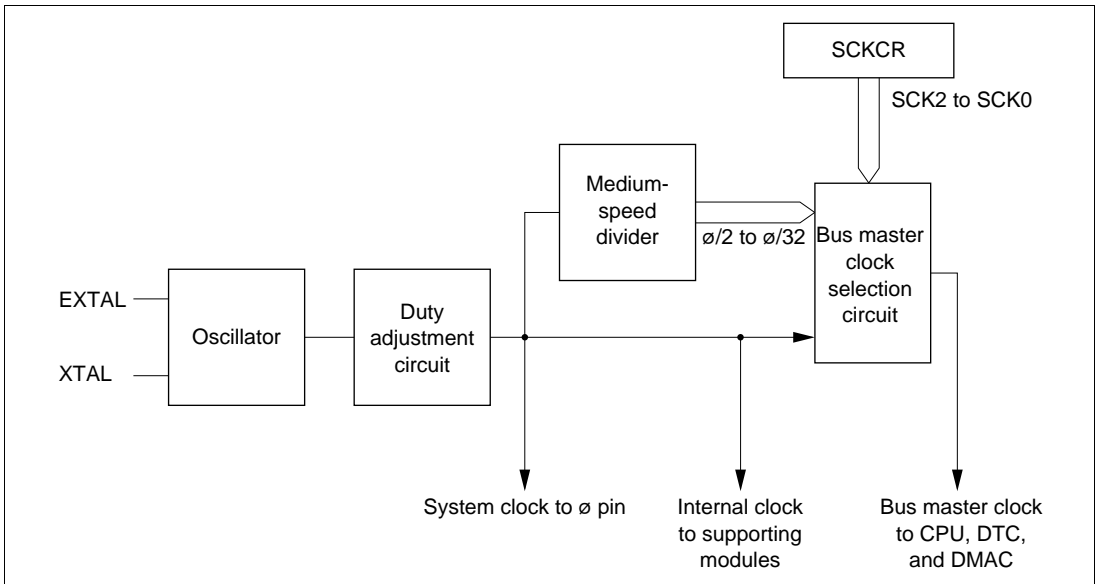 SCKCR
SCK2 to SCK0
Medium-
speed
divider
ø/2 to ø/32
Bus master
clock
selection
circuit
EXTAL
XTAL
Oscillator
Duty
adjustment
circuit
System clock to ø pin
Internal clock
to supporting
modules
Bus master clock
to CPU, DTC,
and DMAC